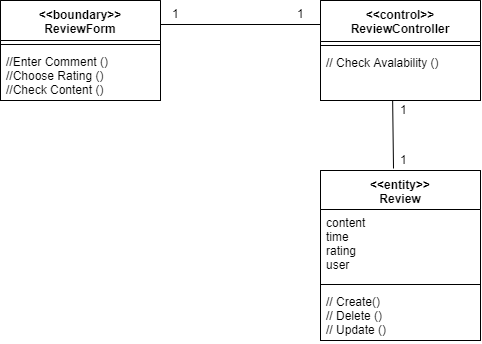 <<boundary>>
ReviewForm
//Enter Comment ()
//Choose Rating ()
//Check Content ()
1
1
<<control>>
ReviewController
// Check Avalability ()
1
1
<<entity>>
Review
content
time
rating
user
// Create()
// Delete ()
// Update ()